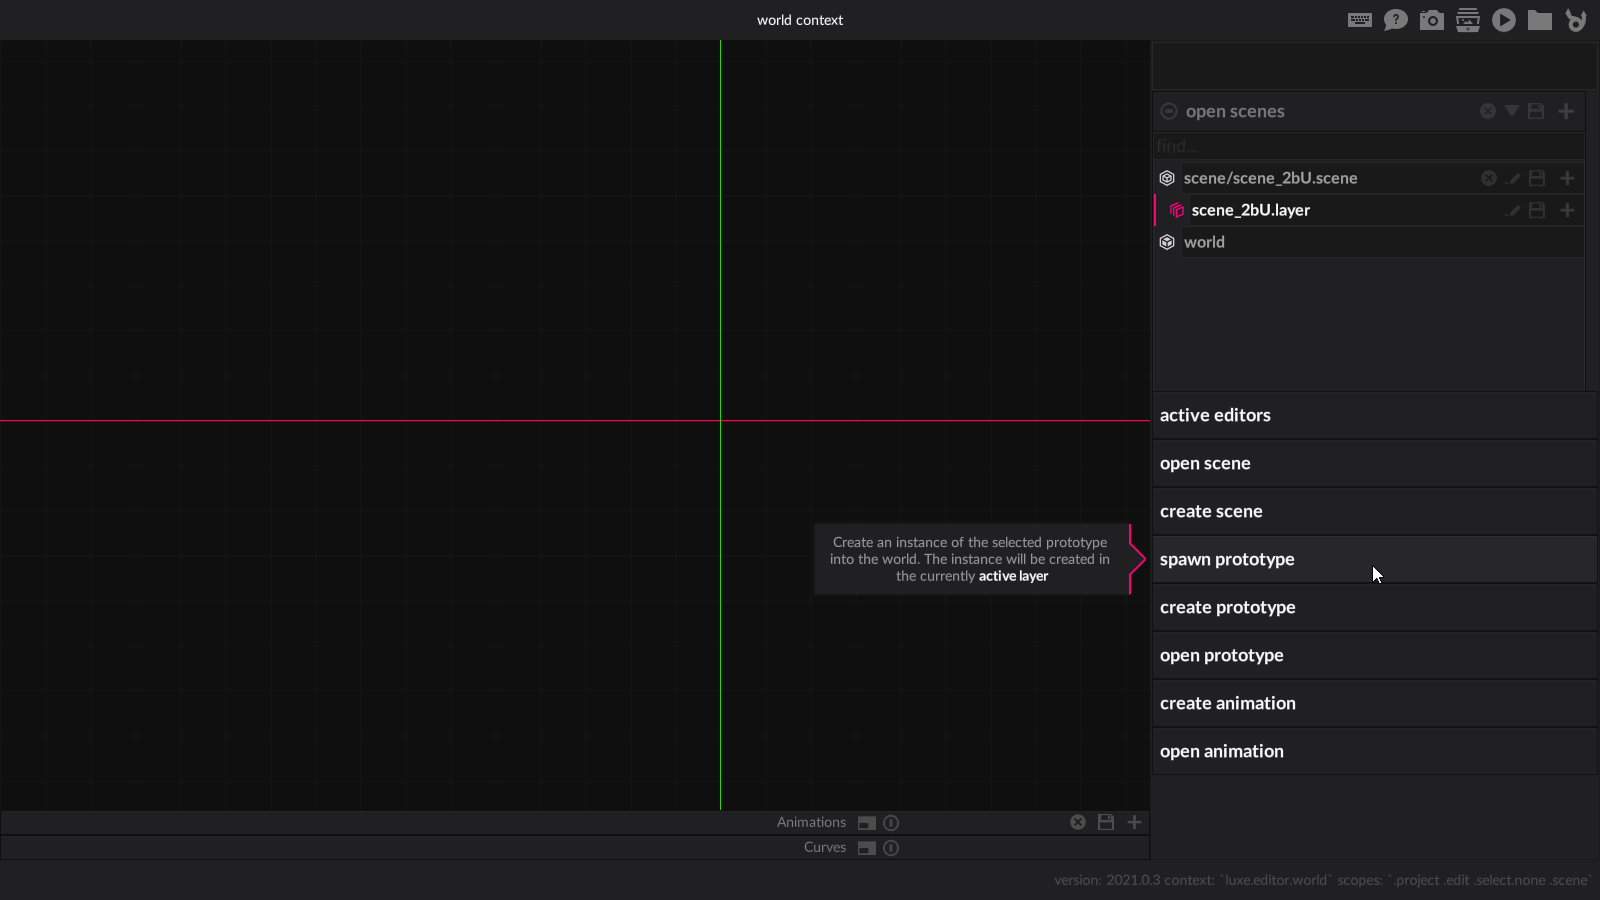 world context
open scenes
find...
scene/scene_2bU.scene
scene_2bU.layer
world
active editors
open scene
create scene
Create an instance of the selected prototype
into the world. The instance will be created in
the currently active layer
spawn prototype
create prototype
open prototype
create animation
open animation
Animations
Curves
version: 2021.0.3 context: `luxe.editor.world` scopes: `.project .edit .select.none .scene`